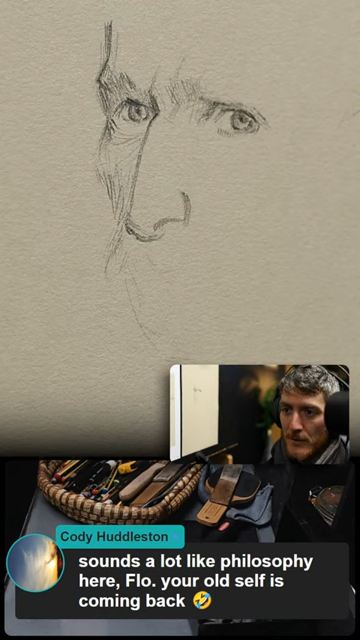 Cody Huddleston
sounds a lot like philosophy
here, Flo. your old self is
coming back 🤣